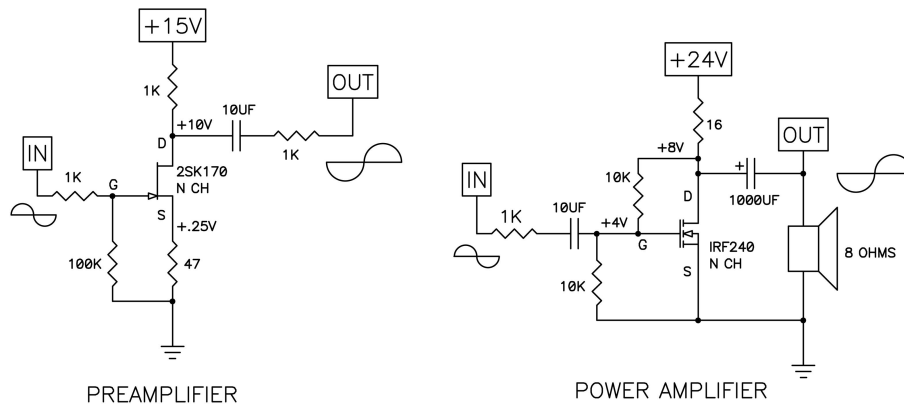 +15V
1K
OUT
10UF
+10V
D
1K
IN
1K
G
2SK170
N CH
S
+.25V
100K
47
PREAMPLIFIER
+24V
16
OUT
+8V
IN
10K
D
+
1000UF
1K
10UF
+4V
G
IRF240
N CH
S
10K
8 OHMS
POWER AMPLIFIER